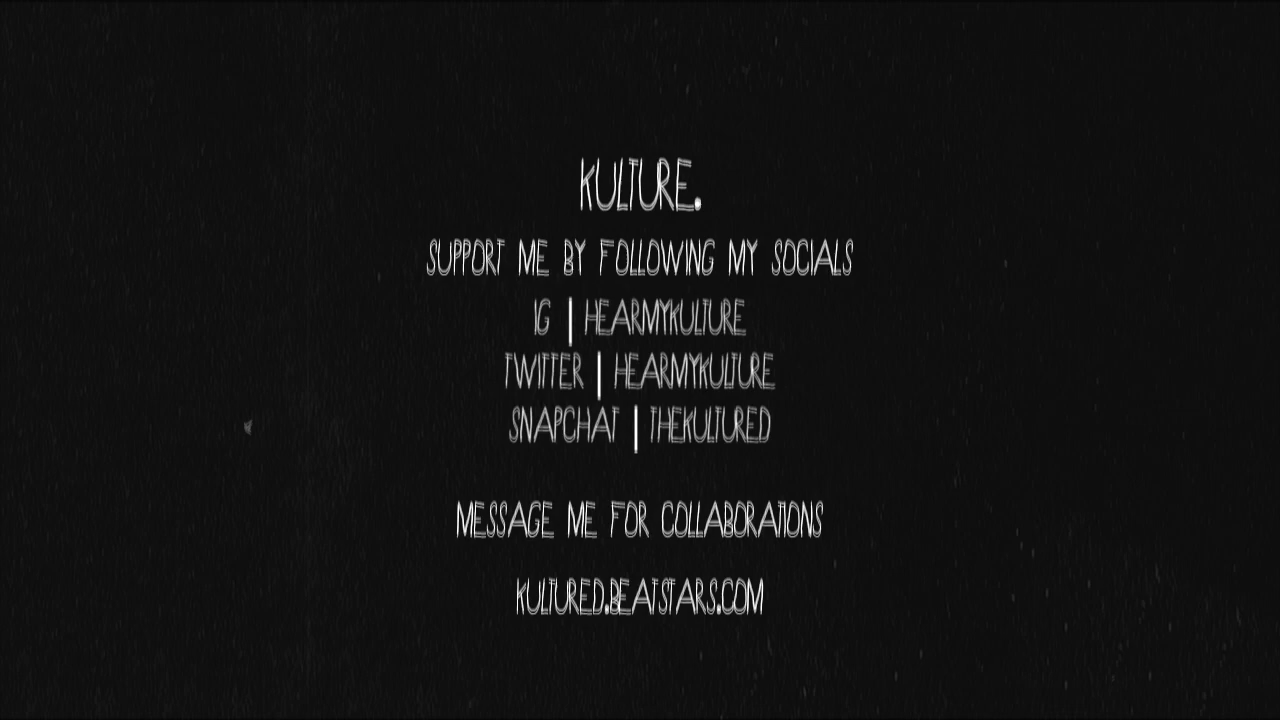 KULTURE.
SUPPORT ME BY FOLLOWING MY SOCIALS
IG | HEARMYKULTURE
TWITTER | HEARMYKULTURE
SNAPCHAT | THEKULTURED
MESSAGE ME FOR COLLABORATIONS
KULTURED.BEATSTARS.COM